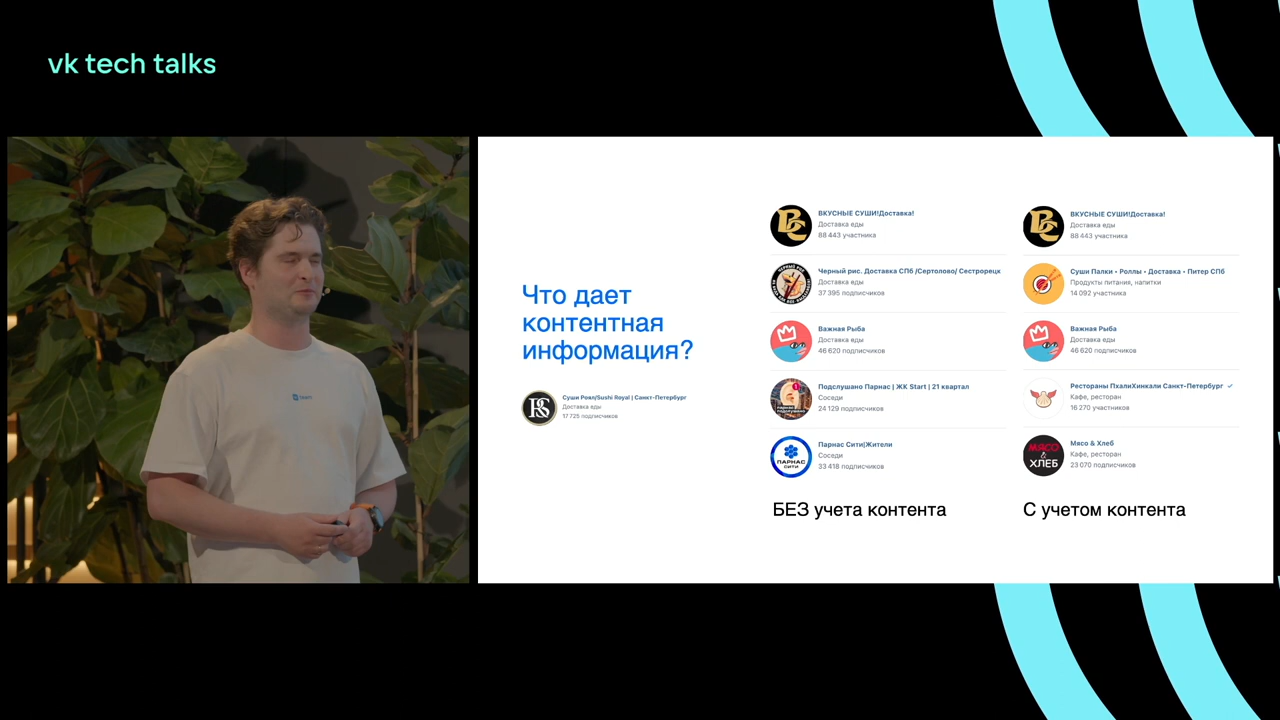 vk tech talks
Что дает
контентная
информация?
Суши Роял/Sushi Royal | Санкт-Петербург
Доставка еды
17 725 подписчиков
ВКУСНЫЕ СУШИ!Доставка!
Доставка еды
88 443 участника
Черный рис. Доставка СПб /Сертолово/ Сестрорецк
Доставка еды
37 395 подписчиков
Важная Рыба
Доставка еды
46 620 подписчиков
Подслушано Парнас | ЖК Start | 21 квартал
Соседи
24 129 подписчиков
ПАРНАС
СИТИ
Парнас Сити|Жители
Соседи
33 418 подписчиков
БЕЗ учета контента
ВКУСНЫЕ СУШИ!Доставка!
Доставка еды
88 443 участника
Суши Палки • Роллы • Доставка • Питер СПб
Продукты питания, напитки
14 092 участника
Важная Рыба
Доставка еды
46 620 подписчиков
Рестораны ПхалиХинкали Санкт-Петербург
Кафе, ресторан
16 270 участников
МЯСО
&
ХЛЕБ
Мясо & Хлеб
Кафе, ресторан
23 070 подписчиков
С учетом контента